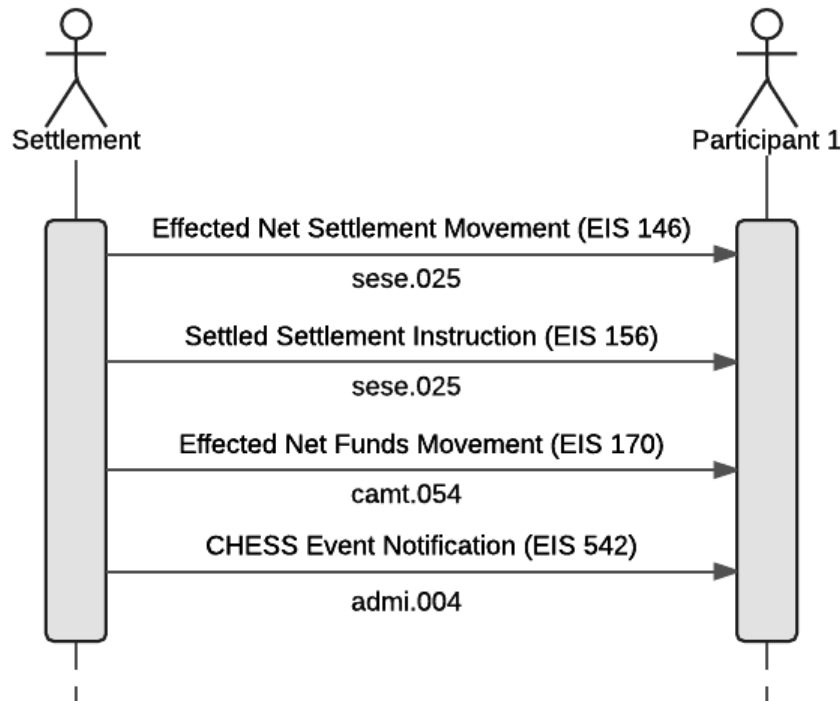 Settlement
Participant 1
Effected Net Settlement Movement (EIS 146)
sese.025
Settled Settlement Instruction (EIS 156)
sese.025
Effected Net Funds Movement (EIS 170)
camt.054
CHESS Event Notification (EIS 542)
admi.004